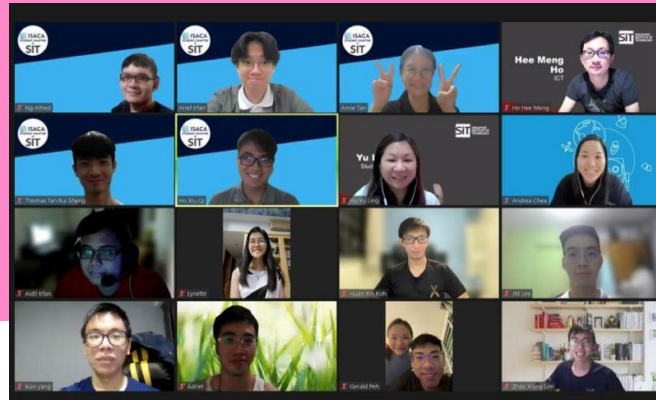 ISACA
SIT
Ng Alfred
ISACA
SIT
Arief Irfan
ISACA
SIT
Anne Tan
Hee Meng
Ho
ICT
SIT
Ho Hee Meng
ISACA
SIT
Thomas Tan Rui Sheng
ISACA
SIT
Ho Xiu Qi
Yu
SIT
Ho Yu Ling
Andrea Chea
Aidil Irfan
Lynette
Huan Yin Koh
JM Lee
kian yang
Adriel
Gerald Peh
Zhao Xiang Lim